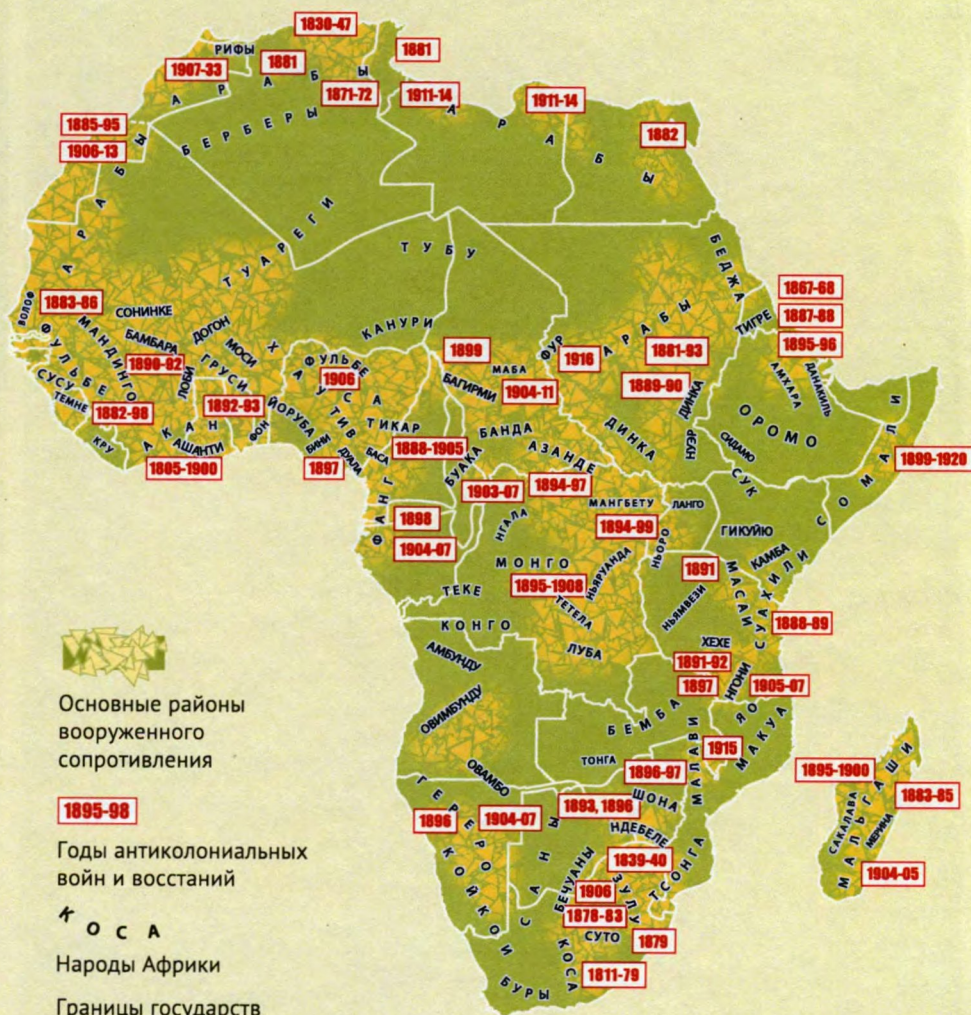 1830-47
РИФЫ
1881
1881
1907-33
АРАБЫ
1871-72
1911-14
1911-14
АРАБЫ
1882
1885-95
1906-13
БЕРБЕРЫ
АРАБЫ
ТУАРЕГИ
ТУБУ
БЕДЖА
ВОЛОФ
1883-86
СОНИНКЕ
КАНУРИ
АРАБЫ
ТИГРЕ
1867-68
1887-88
1895-96
ФУЛЬБЕ
МАНДИНГО
БАМБАРА
ДОГОН
МОСИ
ХАУСА
ФУЛЬБЕ
1899
МАБА
ФУР
1916
1881-93
1890-92
ГРУСИ
1906
БАГИРМИ
1904-11
1889-90
ДИНКА
АМХАРА
ДАНАКИЛЬ
СУСУ
ТЕМНЕ
1882-98
ЛОБИ
1892-93
ЙОРУБА
ТИВ
ТИКАР
БАНДА
АЗАНДЕ
ДИНКА
НУЭР
СИДАМО
ОРОМО
СОМАЛИ
КРУ
АКАН
АШАНТИ
ФОН
БИНИ
ДУАЛА
БАСА
1888-1905
БУАКА
1899-1920
1805-1900
1897
1903-07
1894-97
СУК
ФАНГ
1898
НГАЛА
МАНГБЕТУ
ЛАНГО
1894-99
ГИКУЙЮ
1904-07
МОНГО
НЬЯРУАНДА
НЬОРО
1891
КАМБА
ТЕКЕ
1895-1908
ТЕТЕЛА
НЬЯМВЕЗИ
МАСАИ
СУАХИЛИ
КОНГО
1888-89
АМБУНДУ
ЛУБА
ХЕХЕ
1891-92
1897
НГОНИ
1905-07
ОВИМБУНДУ
БЕМБА
ЯО
МАКУА
Основные районы
вооруженного
сопротивления
ТОНГА
МАЛАВИ
1915
ОВАМБО
1896-97
1895-1900
МАЛЬГАШИ
1895-98
ГЕРЕРО
1893, 1896
ШОНА
1883-85
САКАЛАВА
МЕРИНА
1896
1904-07
НДЕБЕЛЕ
Годы антиколониальных
войн и восстаний
КОЙКОЙ
САНЫ
БЕЧУАНЫ
1839-40
ЗУЛУ
ТСОНГА
1904-05
1906
КОСА
1878-83
СУТО
1879
Народы Африки
КОСА
1811-79
БУРЫ
Границы государств